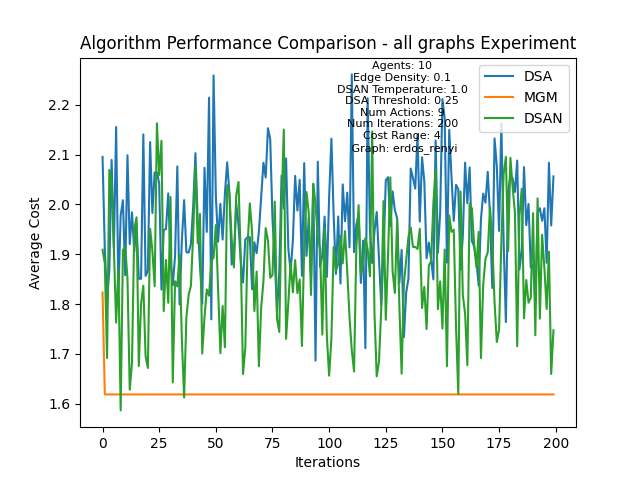 Algorithm Performance Comparison - all graphs Experiment
Agents: 10
Edge Density: 0.1
DSAN Temperature: 1.0
DSA Threshold: 0.25
Num Actions: 9
Num Iterations: 200
Cost Range: 4
Graph: erdos_renyi
DSA
MGM
DSAN
Average Cost
2.2
2.1
2.0
1.9
1.8
1.7
1.6
0
25
50
75
100
125
150
175
200
Iterations